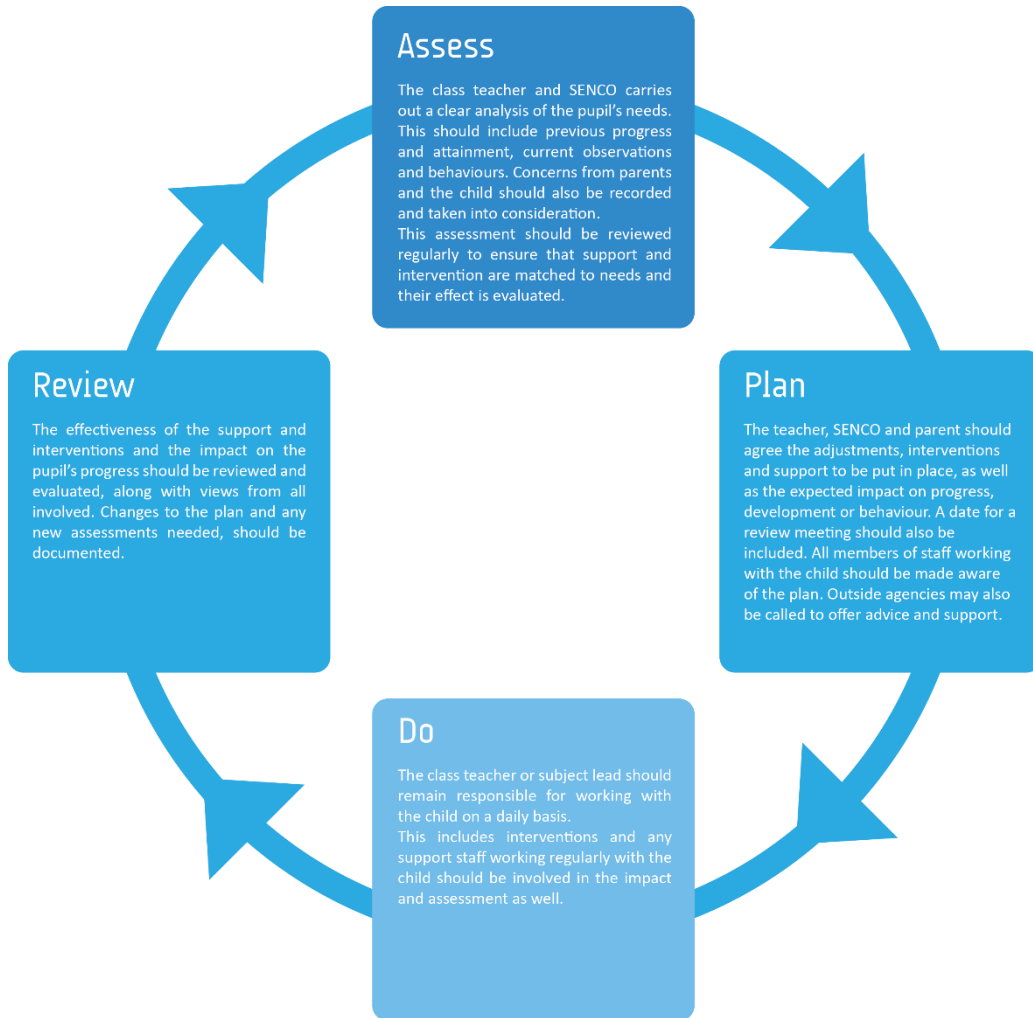 Assess
The class teacher and SENCO carries
out a clear analysis of the pupil's needs.
This should include previous progress
and attainment, current observations
and behaviours. Concerns from parents
and the child should also be recorded
and taken into consideration.
This assessment should be reviewed
regularly to ensure that support and
intervention are matched to needs and
their effect is evaluated.
Plan
The teacher, SENCO and parent should
agree the adjustments, interventions
and support to be put in place, as well
as the expected impact on progress,
development or behaviour. A date for a
review meeting should also be
included. All members of staff working
with the child should be made aware
of the plan. Outside agencies may also
be called to offer advice and support.
Do
The class teacher or subject lead should
remain responsible for working with
the child on a daily basis.
This includes interventions and any
support staff working regularly with the
child should be involved in the impact
and assessment as well.
Review
The effectiveness of the support and
interventions and the impact on the
pupil's progress should be reviewed and
evaluated, along with views from all
involved. Changes to the plan and any
new assessments needed, should be
documented.